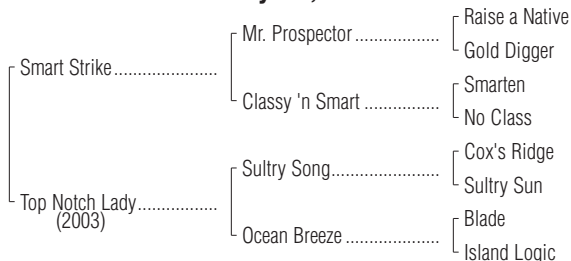 Raise a Native
Mr. Prospector ..................
Gold Digger
Smart Strike......................
Smarten
Classy 'n Smart ................
No Class
Cox's Ridge
Sultry Song.......................
Sultry Sun
Top Notch Lady.................
(2003)
Blade
Ocean Breeze ...................
Island Logic